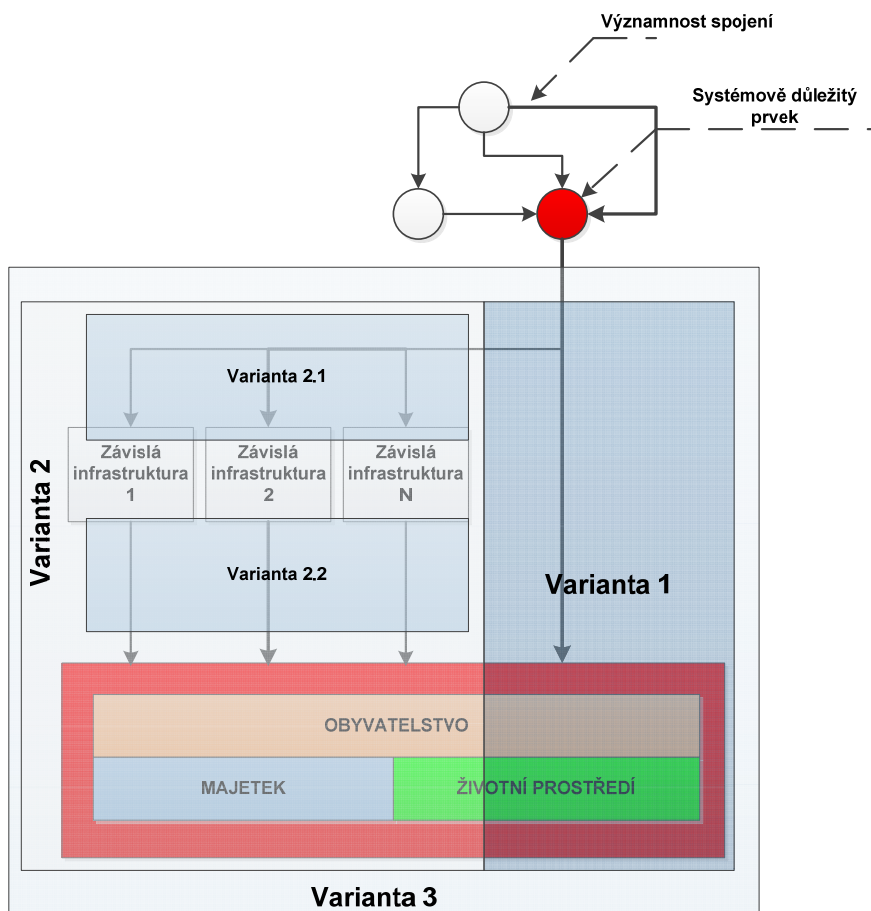 Významnost spojení
Systémově důležitý
prvek
Varianta 2.1
Závislá
infrastruktura
1
Závislá
infrastruktura
2
Závislá
infrastruktura
N
Varianta 2
Varianta 2.2
Varianta 1
OBYVATELSTVO
MAJETEK
ŽIVOTNÍ PROSTŘEDÍ
Varianta 3